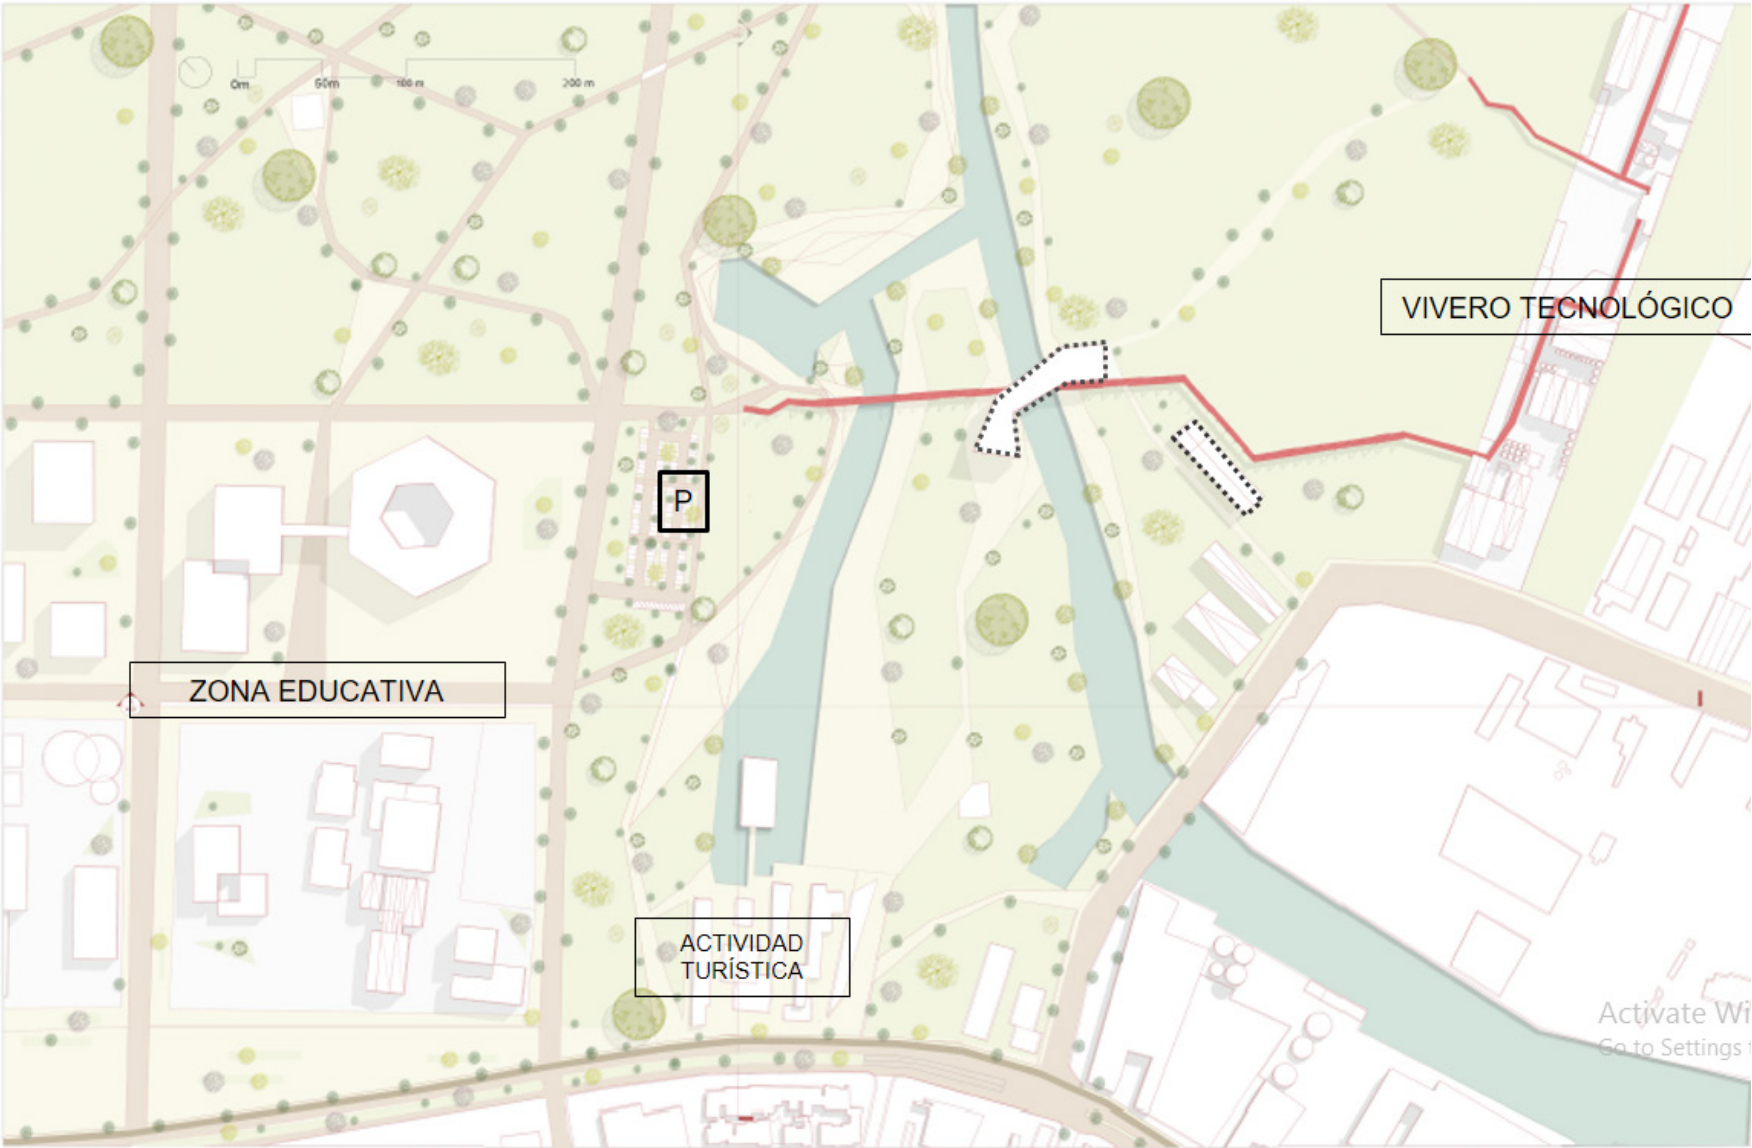 0m 50m 100 m 200 m
VIVERO TECNOLÓGICO
P
ZONA EDUCATIVA
ACTIVIDAD
TURÍSTICA
Activate Wi
Go to Settings